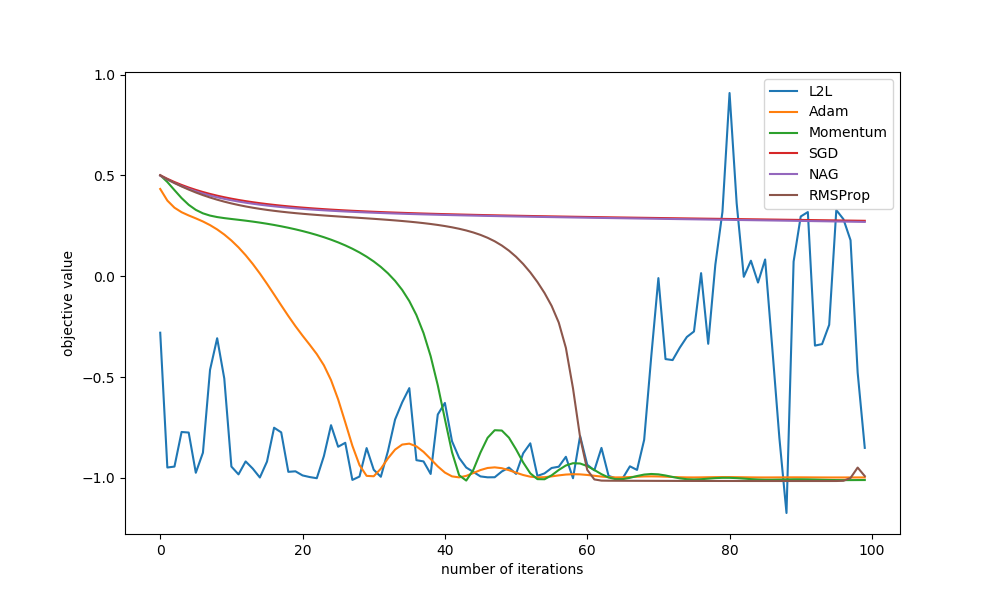 1.0
0.5
0.0
−0.5
−1.0
objective value
0
20
40
60
80
100
number of iterations
L2L
Adam
Momentum
SGD
NAG
RMSProp